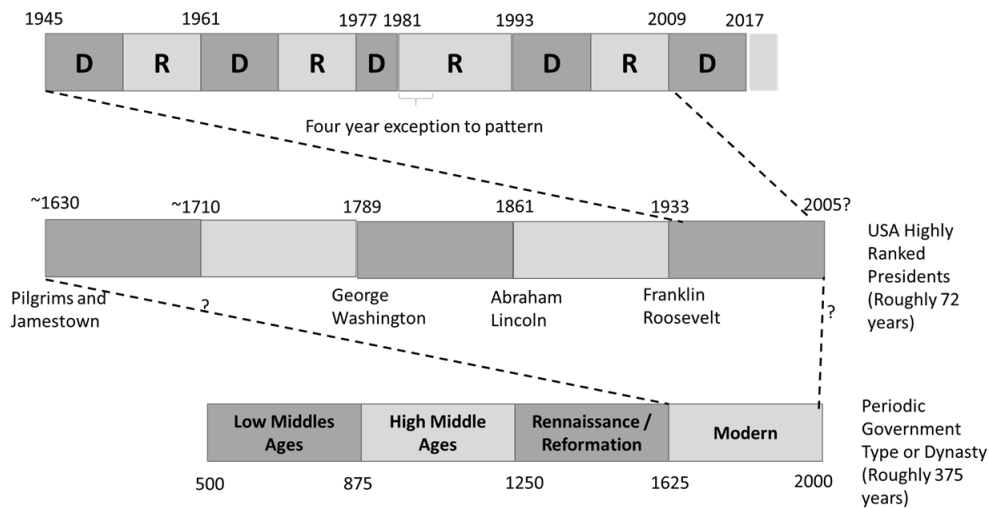 1945 1961 1977 1981 1993 2009 2017
D R D R D R D R D
Four year exception to pattern
~1630 ~1710 1789 1861 1933 2005?
USA Highly
Ranked
Presidents
(Roughly 72
years)
Pilgrims and
Jamestown
?
George
Washington
Abraham
Lincoln
Franklin
Roosevelt
?
Low Middles
Ages
High Middle
Ages
Rennaissance /
Reformation
Modern
Periodic
Government
Type or Dynasty
(Roughly 375
years)
500 875 1250 1625 2000